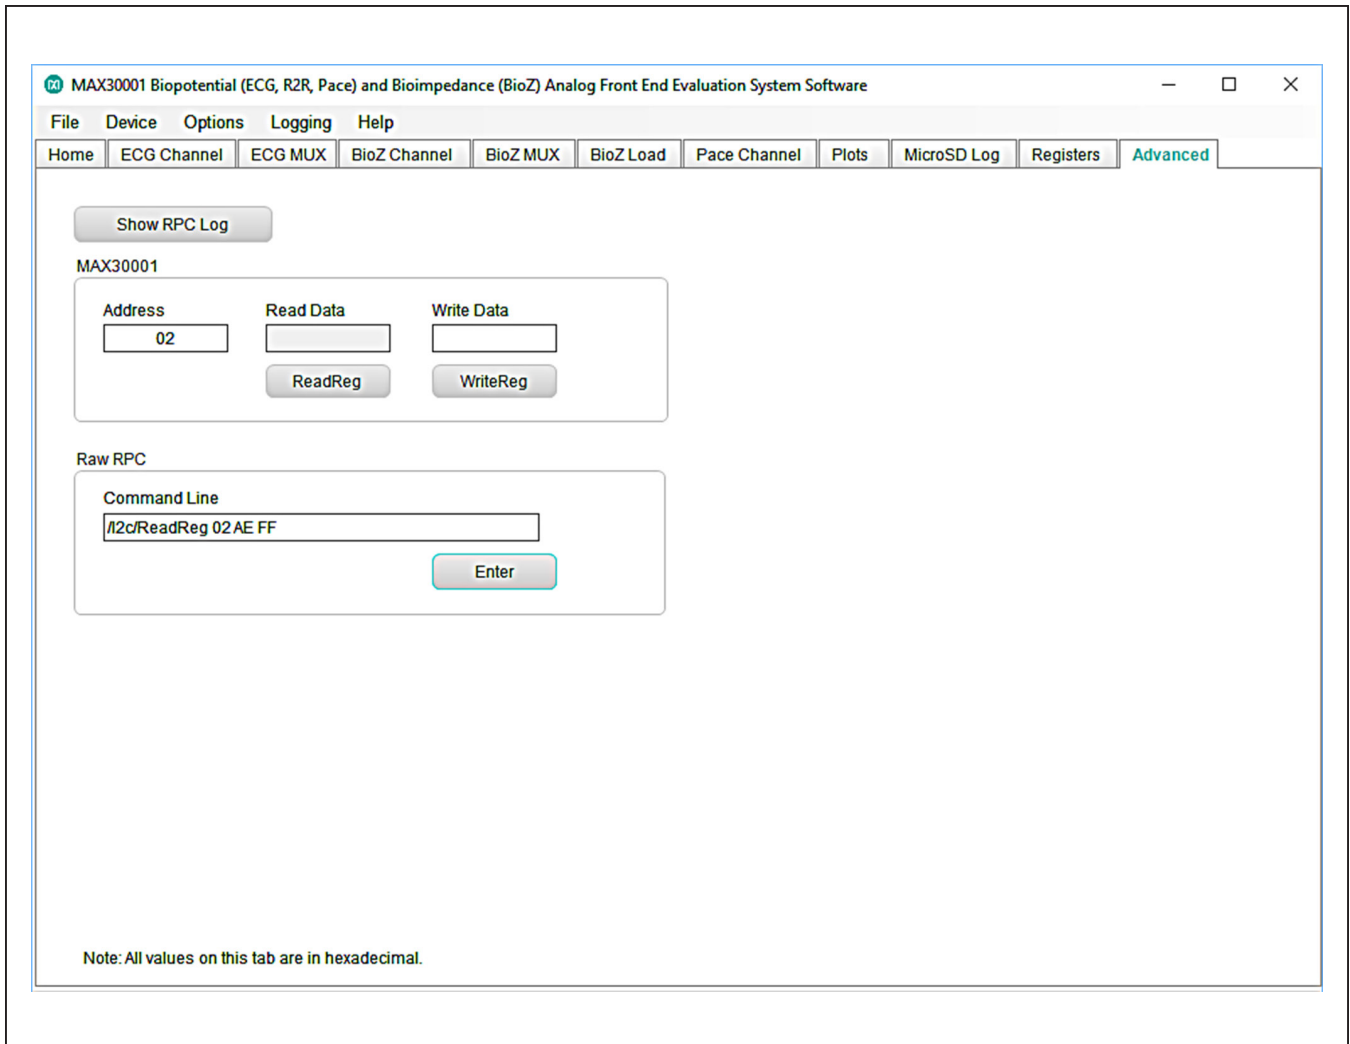 MAX30001 Biopotential (ECG, R2R, Pace) and Bioimpedance (BioZ) Analog Front End Evaluation System Software
File Device Options Logging Help
Home ECG Channel ECG MUX BioZ Channel BioZ MUX BioZ Load Pace Channel Plots MicroSD Log Registers Advanced
Show RPC Log
MAX30001
Address Read Data Write Data
02
ReadReg WriteReg
Raw RPC
Command Line
/I2c/ReadReg 02 AE FF
Enter
Note: All values on this tab are in hexadecimal.